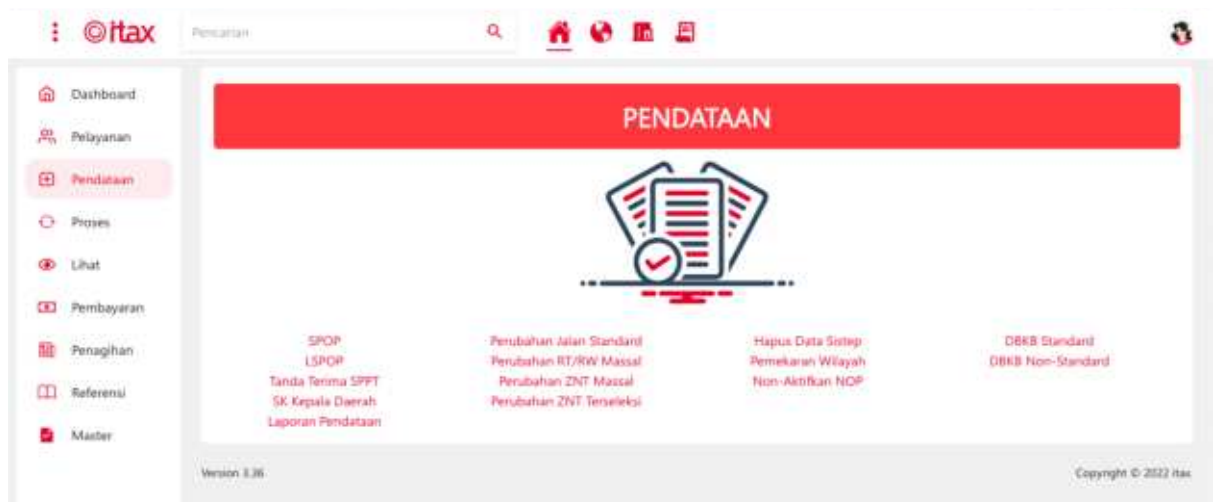 itax
Pencarian
Dashboard
Pelayanan
Pendataan
Proses
Lihat
Pembayaran
Penagihan
Referensi
Master
PENDATAAN
SPOP
LSPOP
Tanda Terima SPPT
SK Kepala Daerah
Laporan Pendataan
Perubahan Jalan Standard
Perubahan RT/RW Massal
Perubahan ZNT Massal
Perubahan ZNT Terseleksi
Hapus Data Sistep
Pemekaran Wilayah
Non-Aktifkan NOP
DBKB Standard
DBKB Non-Standard
Version 3.36
Copyright © 2022 itax